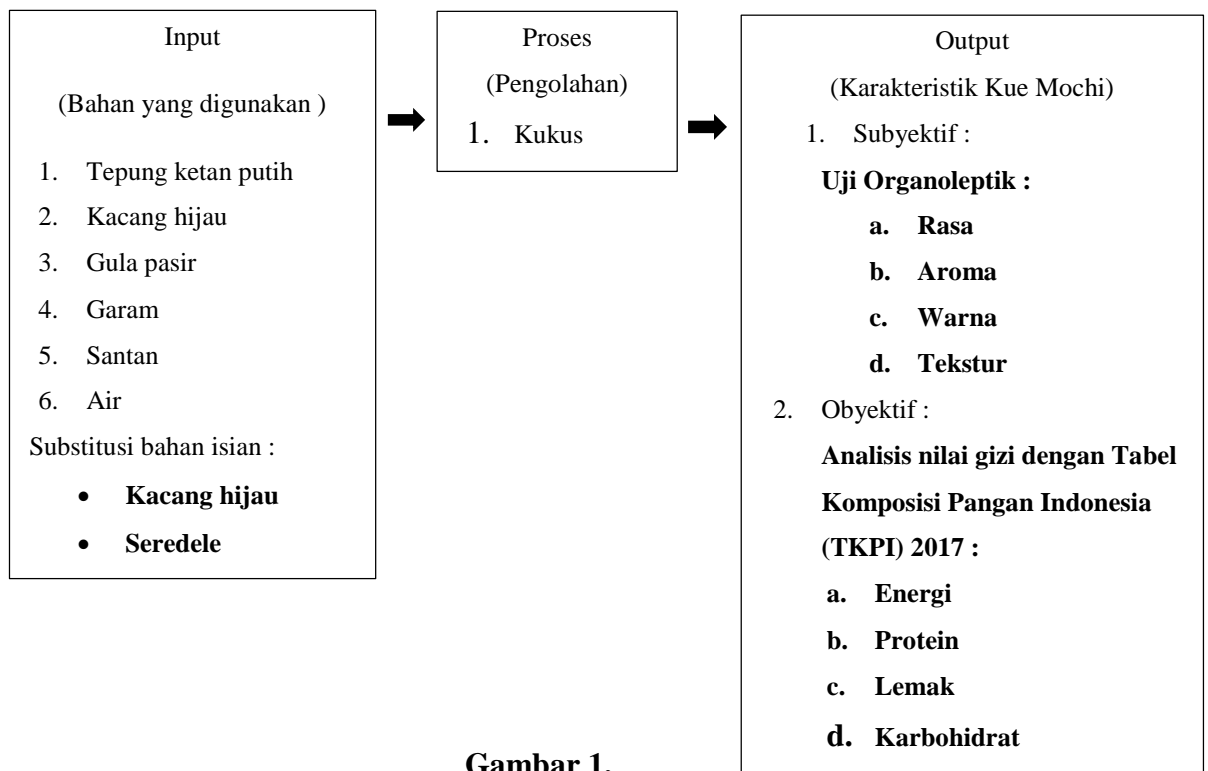 Input
(Bahan yang digunakan )
1. Tepung ketan putih
2. Kacang hijau
3. Gula pasir
4. Garam
5. Santan
6. Air
Substitusi bahan isian :
• Kacang hijau
• Seredele
Proses
(Pengolahan)
1. Kukus
Output
(Karakteristik Kue Mochi)
1. Subyektif :
Uji Organoleptik :
a. Rasa
b. Aroma
c. Warna
d. Tekstur
2. Obyektif :
Analisis nilai gizi dengan Tabel
Komposisi Pangan Indonesia
(TKPI) 2017 :
a. Energi
b. Protein
c. Lemak
d. Karbohidrat
Gambar 1.